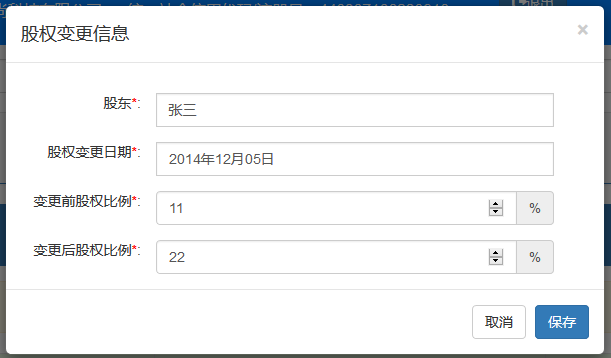 股权变更信息 ×
股东*: 张三
股权变更日期*: 2014年12月05日
变更前股权比例*: 11 %
变更后股权比例*: 22 %
取消 保存